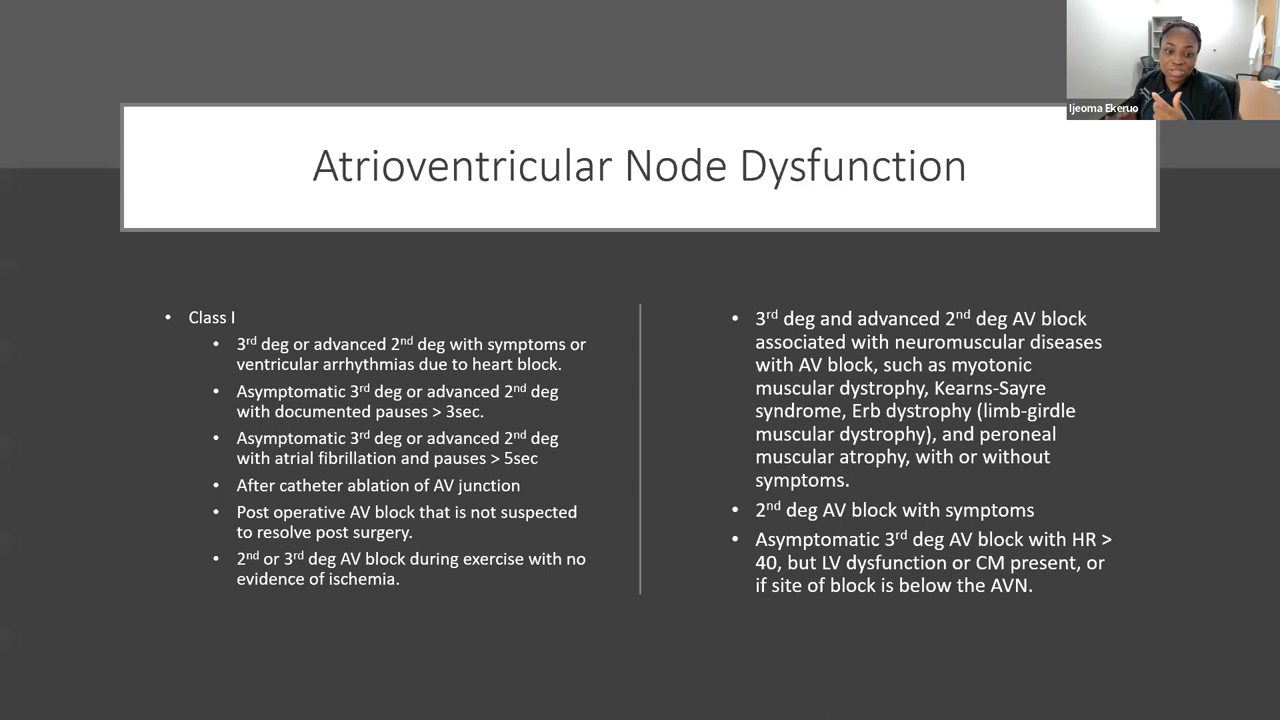 Ijeoma Ekeruo
Atrioventricular Node Dysfunction
• Class I
• 3rd deg or advanced 2nd deg with symptoms or
ventricular arrhythmias due to heart block.
• Asymptomatic 3rd deg or advanced 2nd deg
with documented pauses > 3sec.
• Asymptomatic 3rd deg or advanced 2nd deg
with atrial fibrillation and pauses > 5sec
• After catheter ablation of AV junction
• Post operative AV block that is not suspected
to resolve post surgery.
• 2nd or 3rd deg AV block during exercise with no
evidence of ischemia.
• 3rd deg and advanced 2nd deg AV block
associated with neuromuscular diseases
with AV block, such as myotonic
muscular dystrophy, Kearns-Sayre
syndrome, Erb dystrophy (limb-girdle
muscular dystrophy), and peroneal
muscular atrophy, with or without
symptoms.
• 2nd deg AV block with symptoms
• Asymptomatic 3rd deg AV block with HR >
40, but LV dysfunction or CM present, or
if site of block is below the AVN.